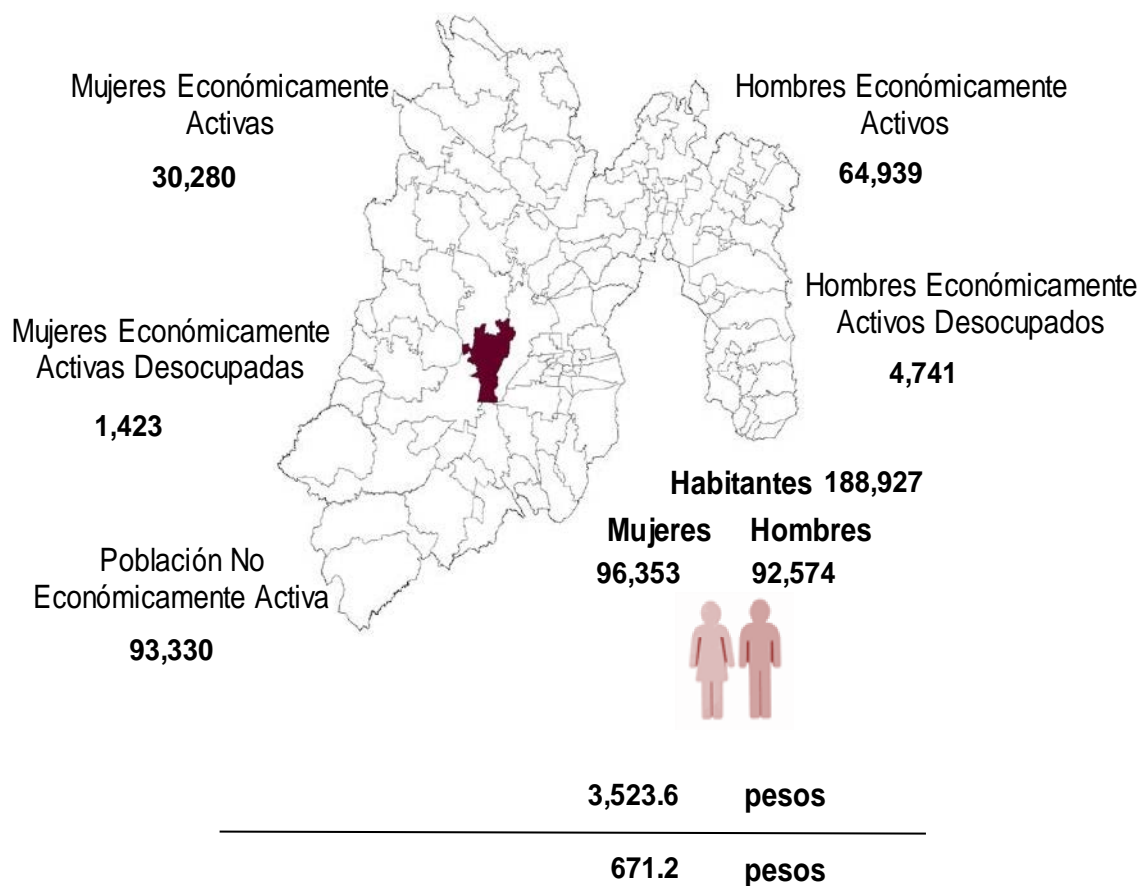 Mujeres Económicamente
Activas
30,280
Hombres Económicamente
Activos
64,939
Mujeres Económicamente
Activas Desocupadas
1,423
Hombres Económicamente
Activos Desocupados
4,741
Población No
Económicamente Activa
93,330
Habitantes 188,927
Mujeres Hombres
96,353 92,574
3,523.6 pesos
671.2 pesos